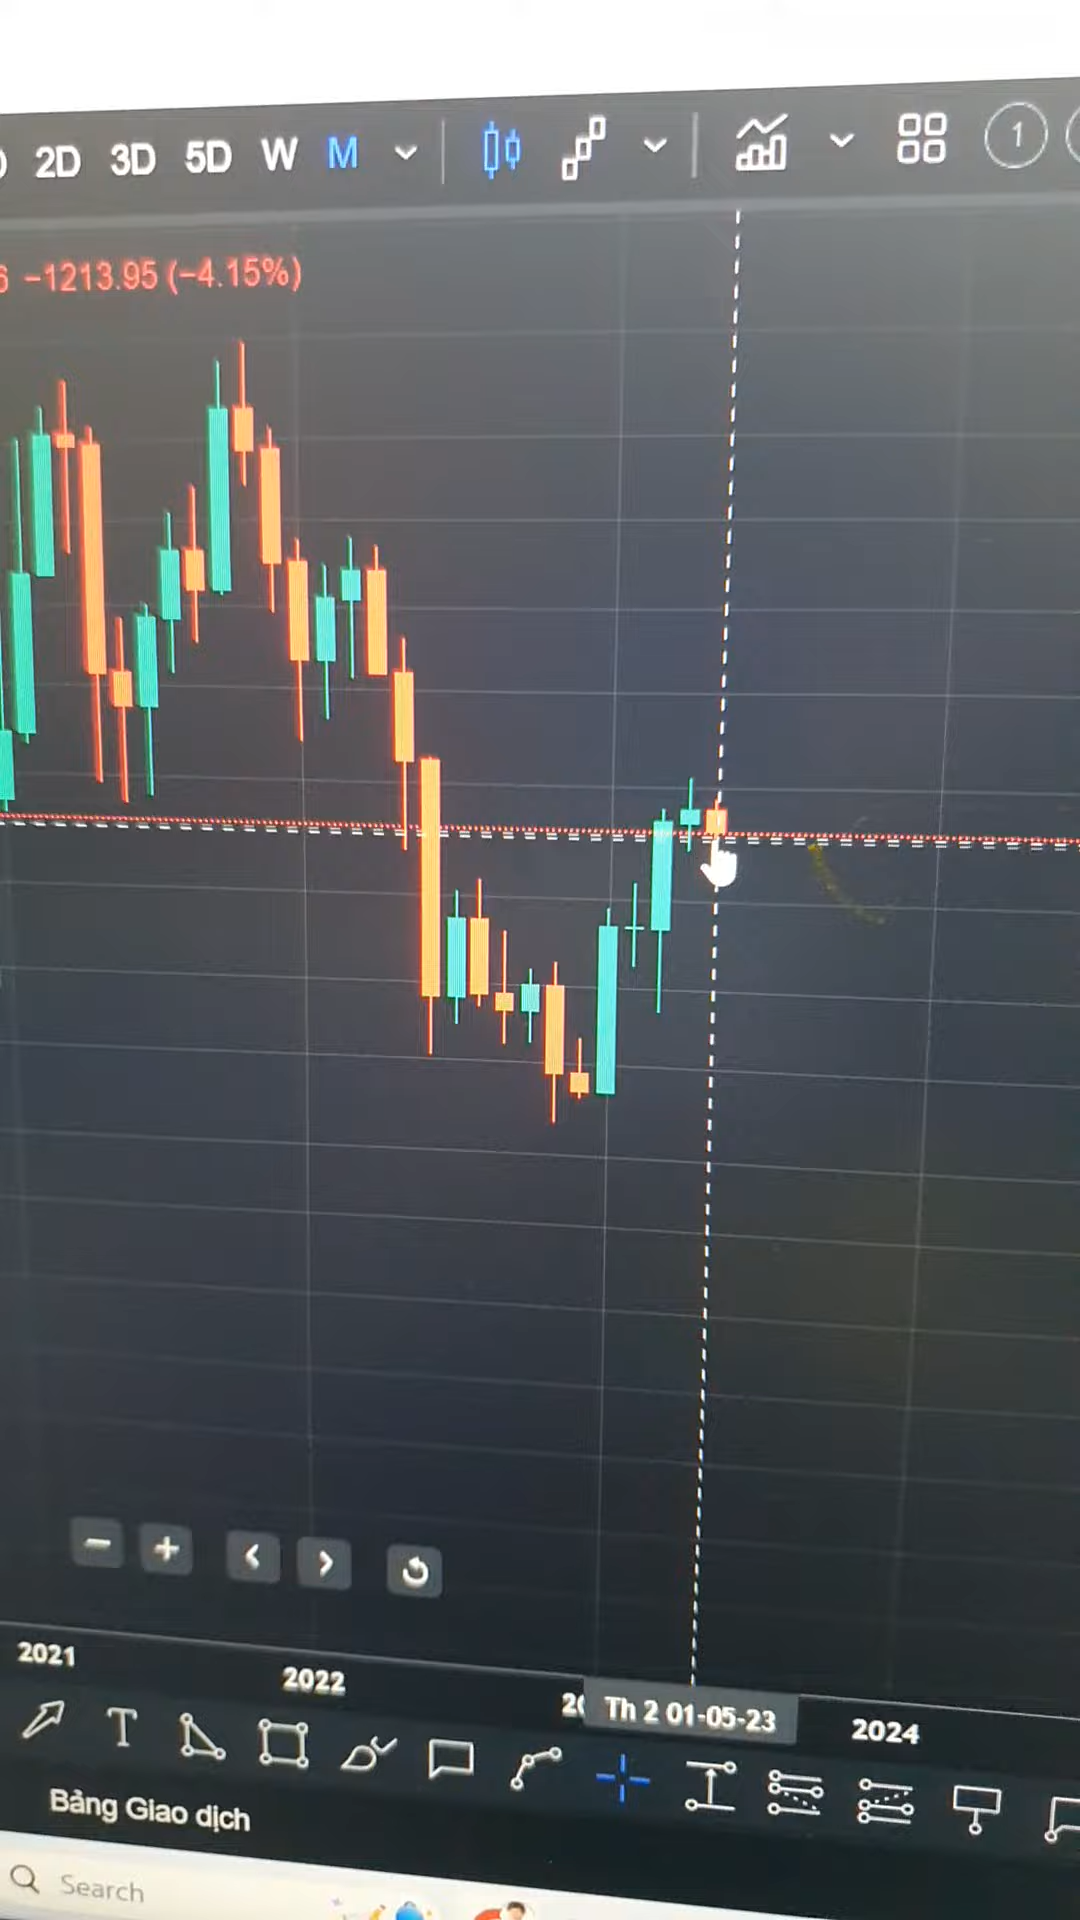 2D 3D 5D W M 1
-1213.95 (-4.15%)
2021 2022 Th 2 01-05-23 2024
T
Bảng Giao dịch
Search